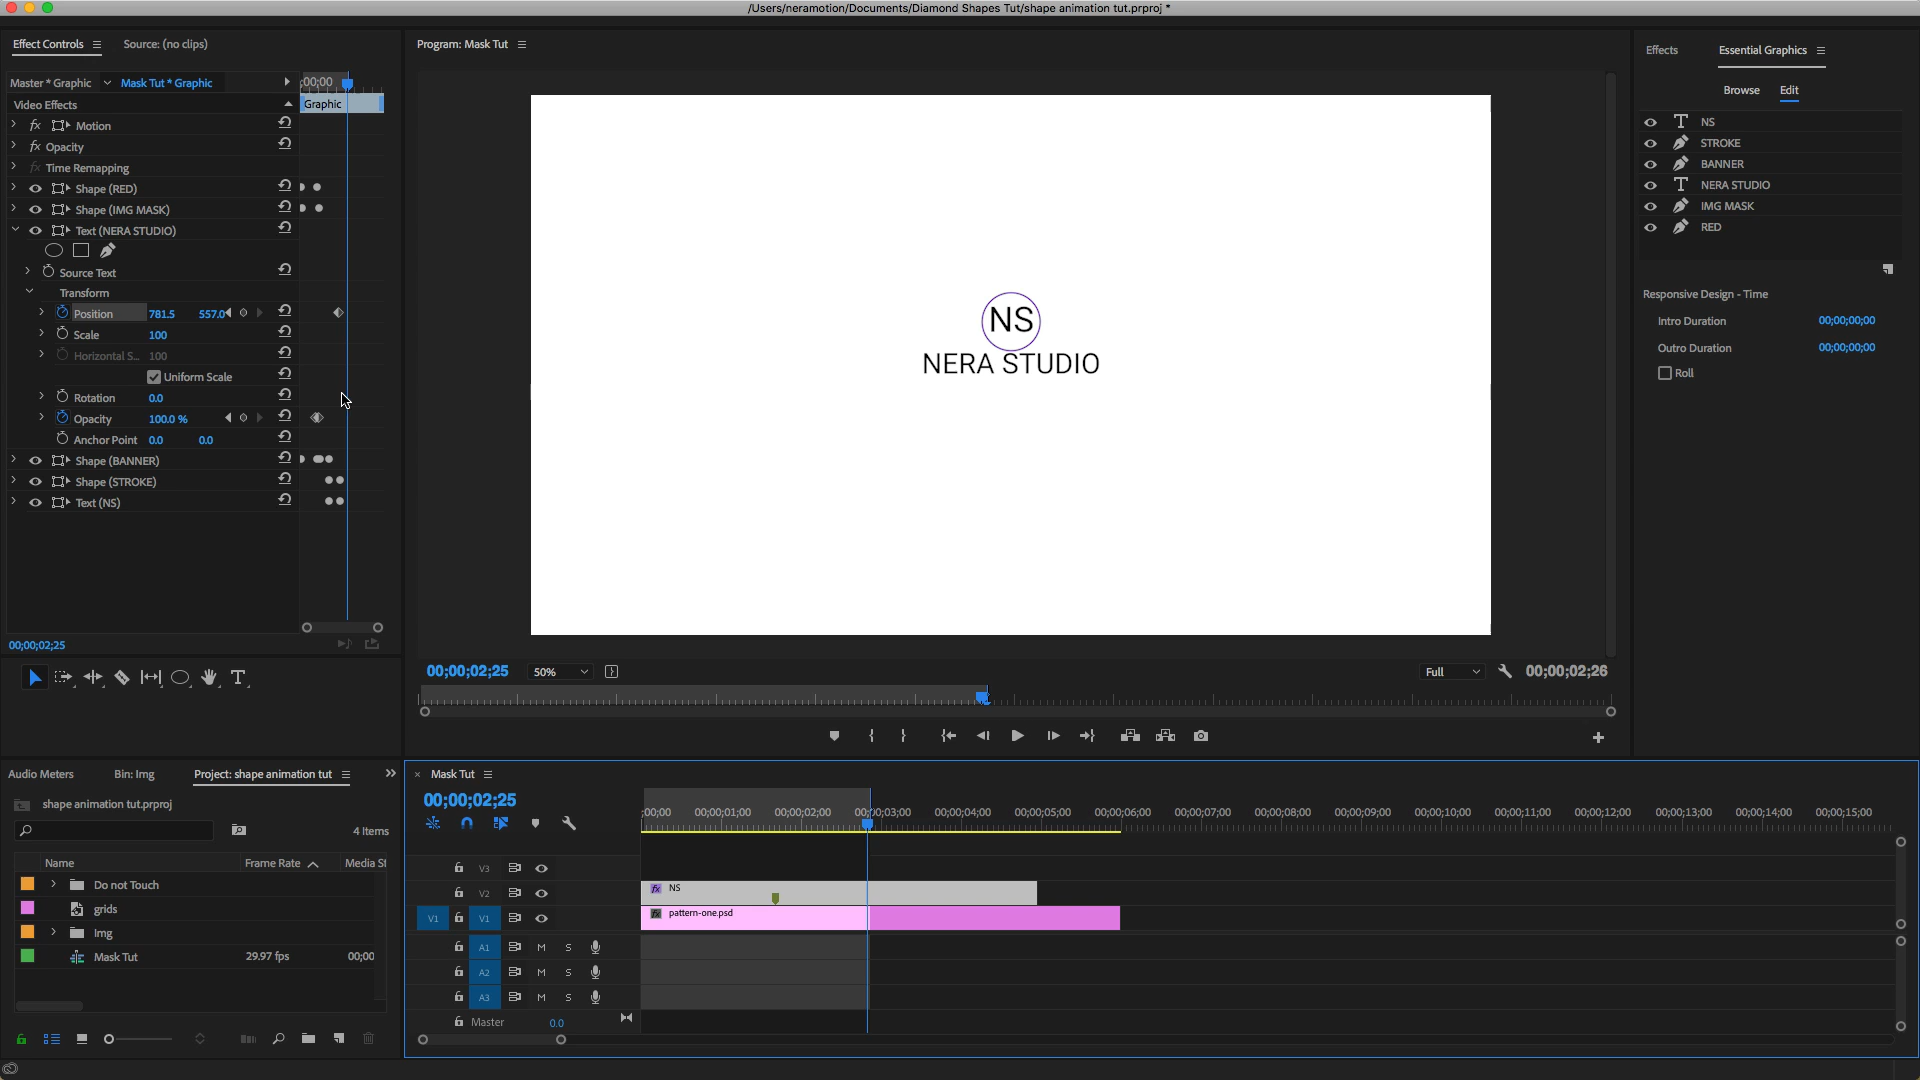 /Users/neramotion/Documents/Diamond Shapes Tut/shape animation tut.prproj *
Effect Controls
Source: (no clips)
Master * Graphic
Mask Tut * Graphic
;00;00
Video Effects
Graphic
fx Motion
fx Opacity
fx Time Remapping
Shape (RED)
Shape (IMG MASK)
Text (NERA STUDIO)
Source Text
Transform
Position 781.5 557.0
Scale 100
Horizontal S... 100
Uniform Scale
Rotation 0.0
Opacity 100.0 %
Anchor Point 0.0 0.0
Shape (BANNER)
Shape (STROKE)
Text (NS)
00;00;02;25
Program: Mask Tut
NS
NERA STUDIO
00;00;02;25
50%
Full
00;00;02;26
Effects
Essential Graphics
Browse
Edit
NS
STROKE
BANNER
NERA STUDIO
IMG MASK
RED
Responsive Design - Time
Intro Duration 00;00;00;00
Outro Duration 00;00;00;00
Roll
Audio Meters
Bin: Img
Project: shape animation tut
shape animation tut.prproj
4 Items
Name Frame Rate Media St
Do not Touch
grids
Img
Mask Tut 29.97 fps 00;00
× Mask Tut
00;00;02;25
;00;00 00;00;01;00 00;00;02;00 00;00;03;00 00;00;04;00 00;00;05;00 00;00;06;00 00;00;07;00 00;00;08;00 00;00;09;00 00;00;10;00 00;00;11;00 00;00;12;00 00;00;13;00 00;00;14;00 00;00;15;00
V3
V2
fx NS
V1 V1
fx pattern-one.psd
A1 M S
A2 M S
A3 M S
Master 0.0